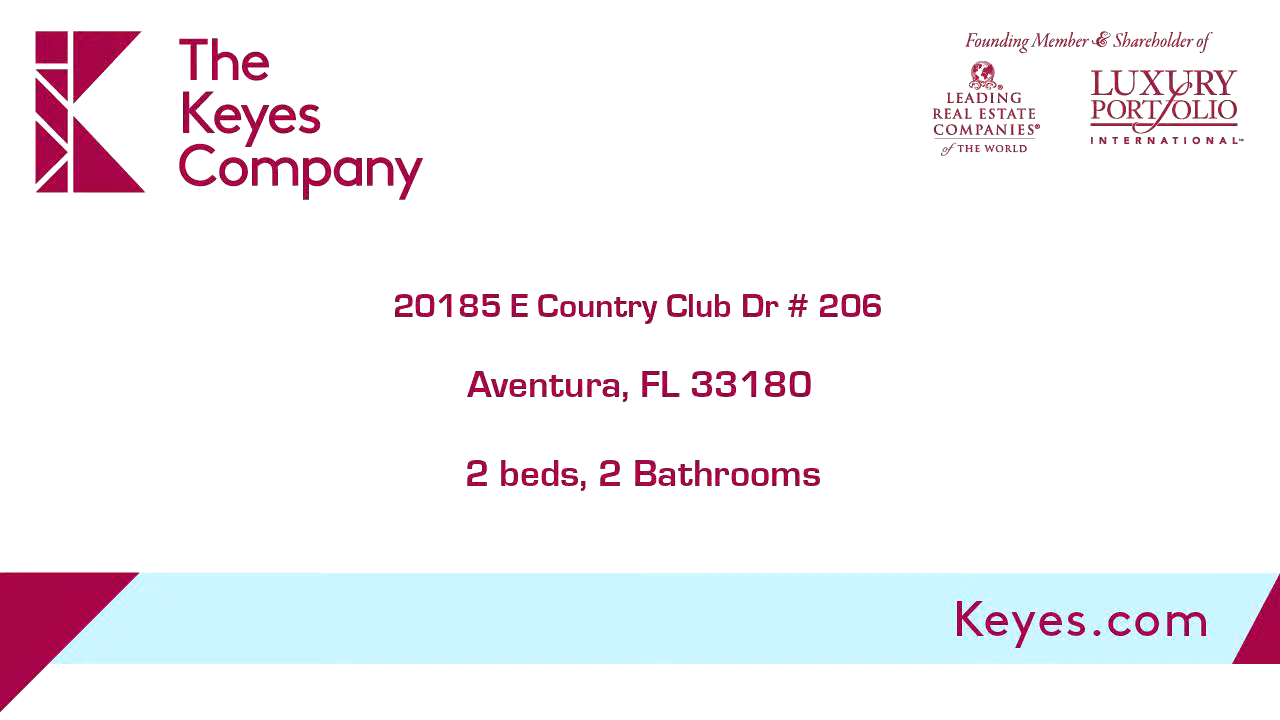 The
Keyes
Company
Founding Member & Shareholder of
LEADING
REAL ESTATE
COMPANIES®
of THE WORLD
LUXURY
PORTFOLIO
INTERNATIONAL™
20185 E Country Club Dr # 206
Aventura, FL 33180
2 beds, 2 Bathrooms
Keyes.com